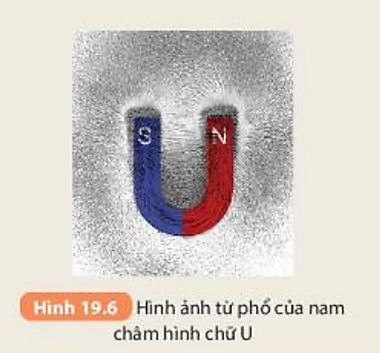 S N
Hình 19.6 Hình ảnh từ phổ của nam
châm hình chữ U